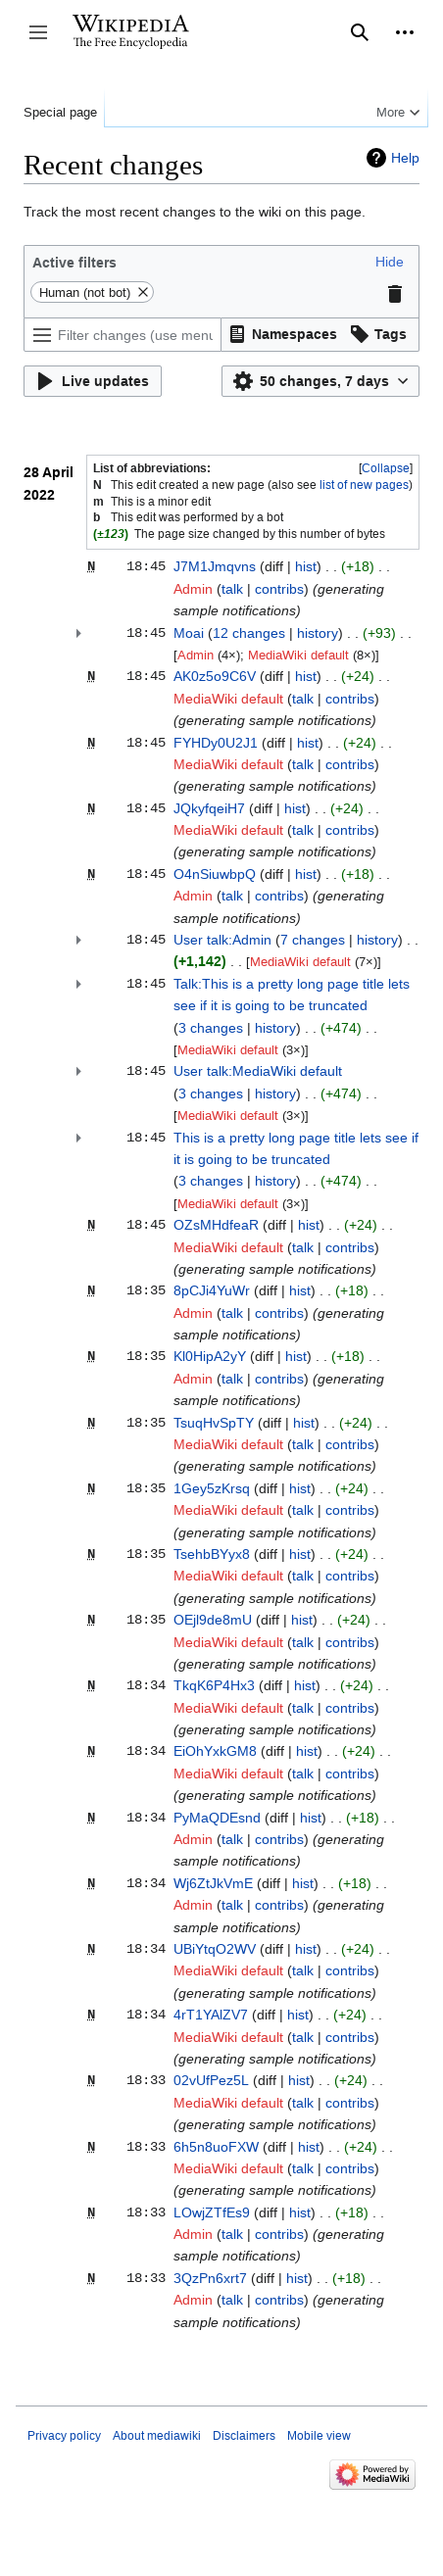 WIKIPEDIA
The Free Encyclopedia
Special page
More
Recent changes
Help
Track the most recent changes to the wiki on this page.
Active filters
Hide
Human (not bot)
Filter changes (use menu
Namespaces
Tags
Live updates
50 changes, 7 days
28 April
2022
List of abbreviations:
[Collapse]
N This edit created a new page (also see list of new pages)
m This is a minor edit
b This edit was performed by a bot
(±123) The page size changed by this number of bytes
N 18:45 J7M1Jmqvns (diff | hist) . . (+18) . .
Admin (talk | contribs) (generating
sample notifications)
18:45 Moai (12 changes | history) . . (+93) . .
[Admin (4×); MediaWiki default (8×)]
N 18:45 AK0z5o9C6V (diff | hist) . . (+24) . .
MediaWiki default (talk | contribs)
(generating sample notifications)
N 18:45 FYHDy0U2J1 (diff | hist) . . (+24) . .
MediaWiki default (talk | contribs)
(generating sample notifications)
N 18:45 JQkyfqeiH7 (diff | hist) . . (+24) . .
MediaWiki default (talk | contribs)
(generating sample notifications)
N 18:45 O4nSiuwbpQ (diff | hist) . . (+18) . .
Admin (talk | contribs) (generating
sample notifications)
18:45 User talk:Admin (7 changes | history) . .
(+1,142) . . [MediaWiki default (7×)]
18:45 Talk:This is a pretty long page title lets
see if it is going to be truncated
(3 changes | history) . . (+474) . .
[MediaWiki default (3×)]
18:45 User talk:MediaWiki default
(3 changes | history) . . (+474) . .
[MediaWiki default (3×)]
18:45 This is a pretty long page title lets see if
it is going to be truncated
(3 changes | history) . . (+474) . .
[MediaWiki default (3×)]
N 18:45 OZsMHdfeaR (diff | hist) . . (+24) . .
MediaWiki default (talk | contribs)
(generating sample notifications)
N 18:35 8pCJi4YuWr (diff | hist) . . (+18) . .
Admin (talk | contribs) (generating
sample notifications)
N 18:35 Kl0HipA2yY (diff | hist) . . (+18) . .
Admin (talk | contribs) (generating
sample notifications)
N 18:35 TsuqHvSpTY (diff | hist) . . (+24) . .
MediaWiki default (talk | contribs)
(generating sample notifications)
N 18:35 1Gey5zKrsq (diff | hist) . . (+24) . .
MediaWiki default (talk | contribs)
(generating sample notifications)
N 18:35 TsehbBYyx8 (diff | hist) . . (+24) . .
MediaWiki default (talk | contribs)
(generating sample notifications)
N 18:35 OEjl9de8mU (diff | hist) . . (+24) . .
MediaWiki default (talk | contribs)
(generating sample notifications)
N 18:34 TkqK6P4Hx3 (diff | hist) . . (+24) . .
MediaWiki default (talk | contribs)
(generating sample notifications)
N 18:34 EiOhYxkGM8 (diff | hist) . . (+24) . .
MediaWiki default (talk | contribs)
(generating sample notifications)
N 18:34 PyMaQDEsnd (diff | hist) . . (+18) . .
Admin (talk | contribs) (generating
sample notifications)
N 18:34 Wj6ZtJkVmE (diff | hist) . . (+18) . .
Admin (talk | contribs) (generating
sample notifications)
N 18:34 UBiYtqO2WV (diff | hist) . . (+24) . .
MediaWiki default (talk | contribs)
(generating sample notifications)
N 18:34 4rT1YAlZV7 (diff | hist) . . (+24) . .
MediaWiki default (talk | contribs)
(generating sample notifications)
N 18:33 02vUfPez5L (diff | hist) . . (+24) . .
MediaWiki default (talk | contribs)
(generating sample notifications)
N 18:33 6h5n8uoFXW (diff | hist) . . (+24) . .
MediaWiki default (talk | contribs)
(generating sample notifications)
N 18:33 LOwjZTfEs9 (diff | hist) . . (+18) . .
Admin (talk | contribs) (generating
sample notifications)
N 18:33 3QzPn6xrt7 (diff | hist) . . (+18) . .
Admin (talk | contribs) (generating
sample notifications)
Privacy policy About mediawiki Disclaimers Mobile view
Powered by
MediaWiki